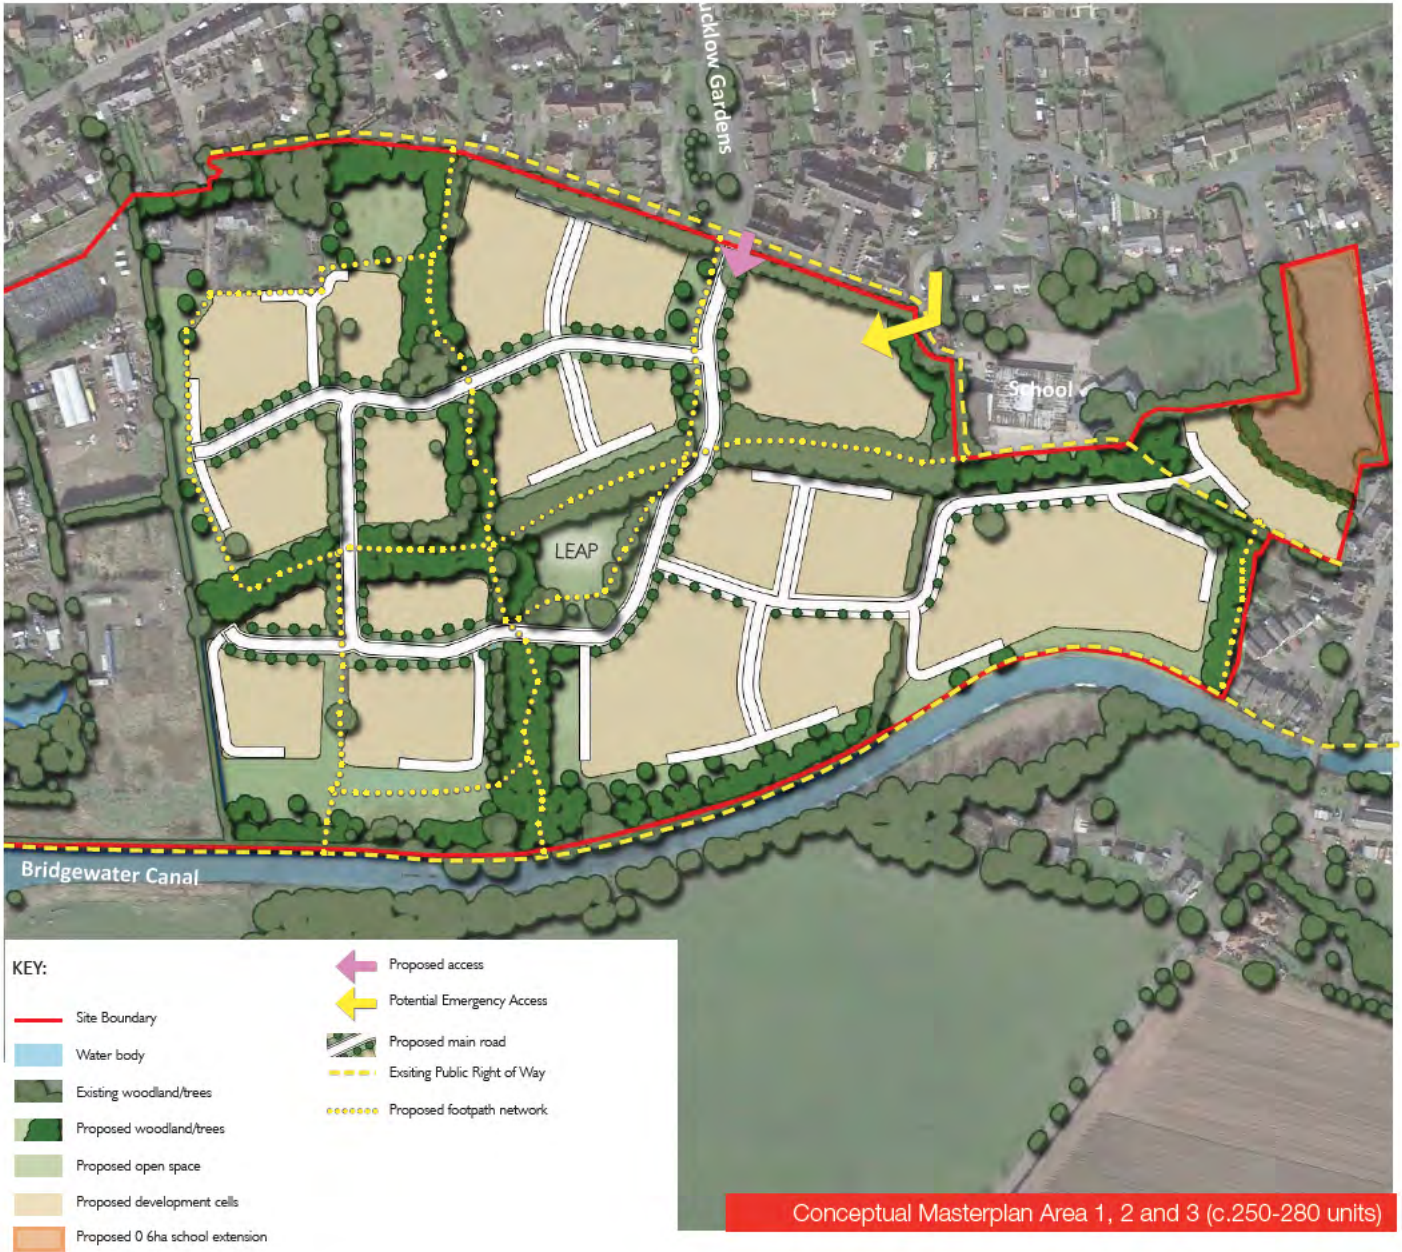 ucklow Gardens
School
LEAP
Bridgewater Canal
KEY:
Site Boundary
Water body
Existing woodland/trees
Proposed woodland/trees
Proposed open space
Proposed development cells
Proposed 0 6ha school extension
Proposed access
Potential Emergency Access
Proposed main road
Exsiting Public Right of Way
Proposed footpath network
Conceptual Masterplan Area 1, 2 and 3 (c.250-280 units)